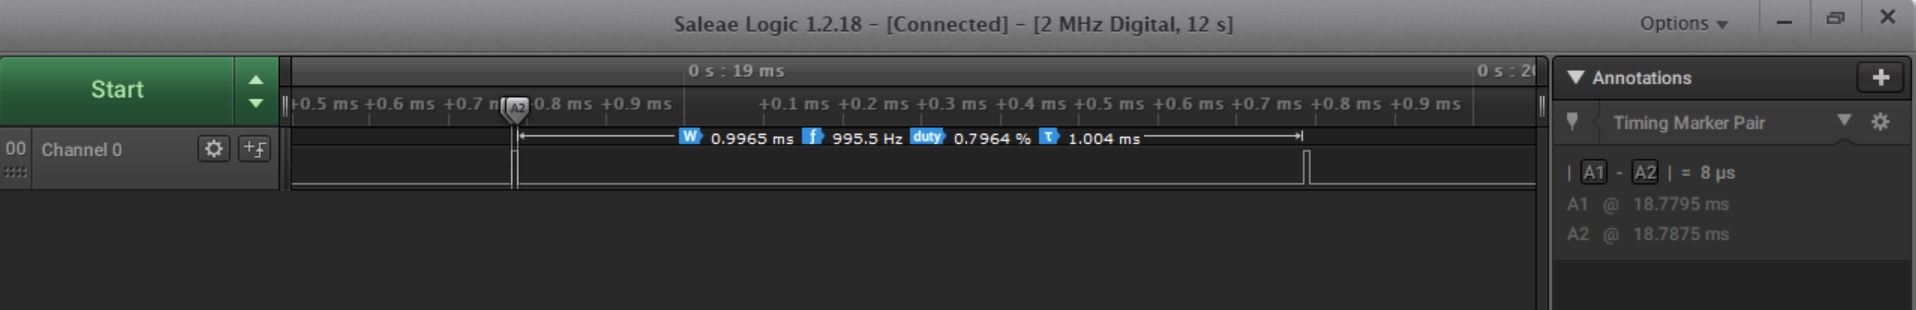 Saleae Logic 1.2.18 - [Connected] - [2 MHz Digital, 12 s]
Options
Start
0 s : 19 ms
0 s : 20
+0.5 ms +0.6 ms +0.7 m +0.8 ms +0.9 ms +0.1 ms +0.2 ms +0.3 ms +0.4 ms +0.5 ms +0.6 ms +0.7 ms +0.8 ms +0.9 ms
A2
W 0.9965 ms f 995.5 Hz duty 0.7964 % τ 1.004 ms
00 Channel 0
Annotations
Timing Marker Pair
| A1 - A2 | = 8 µs
A1 @ 18.7795 ms
A2 @ 18.7875 ms